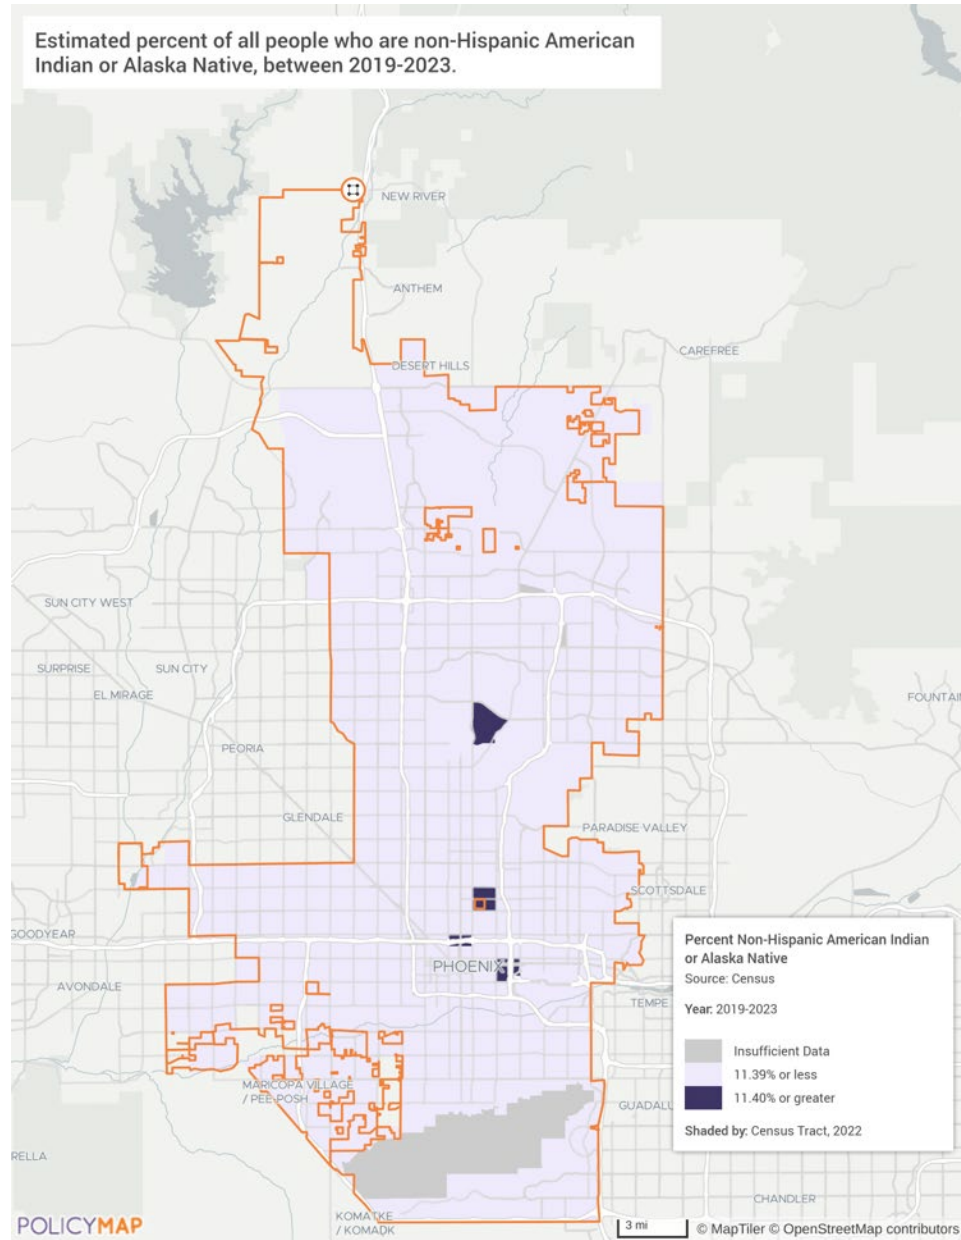 Estimated percent of all people who are non-Hispanic American
Indian or Alaska Native, between 2019-2023.
NEW RIVER
ANTHEM
CAREFREE
DESERT HILLS
SUN CITY WEST
SURPRISE
SUN CITY
EL MIRAGE
FOUNTAI
PEORIA
GLENDALE
PARADISE VALLEY
SCOTTSDALE
GOODYEAR
PHOENIX
AVONDALE
TEMPE
Percent Non-Hispanic American Indian
or Alaska Native
Source: Census
Year: 2019-2023
Insufficient Data
11.39% or less
11.40% or greater
Shaded by: Census Tract, 2022
MARICOPA VILLAGE
/ PEE-POSH
GUADALU
RELLA
CHANDLER
KOMATKE
/ KOMADK
POLICYMAP
3 mi
© MapTiler © OpenStreetMap contributors